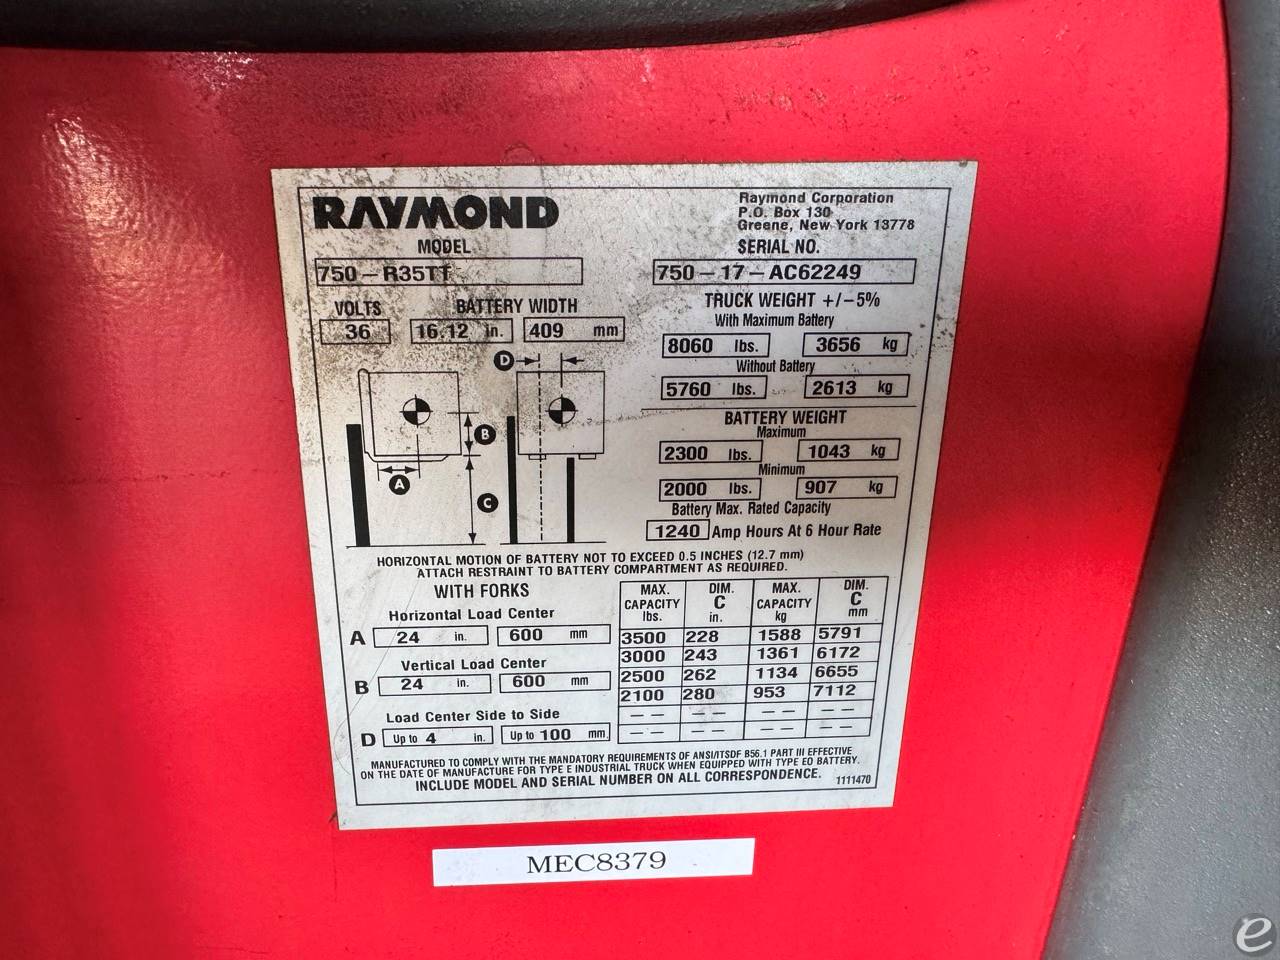 RAYMOND
Raymond Corporation
P.O. Box 130
Greene, New York 13778
MODEL
750-R35TT
SERIAL NO.
750-17-AC62249
VOLTS
36
BATTERY WIDTH
16.12 in. 409 mm
TRUCK WEIGHT +/-5%
With Maximum Battery
8060 lbs. 3656 kg
Without Battery
5760 lbs. 2613 kg
BATTERY WEIGHT
Maximum
2300 lbs. 1043 kg
Minimum
2000 lbs. 907 kg
Battery Max. Rated Capacity
1240 Amp Hours At 6 Hour Rate
D
B
A
C
HORIZONTAL MOTION OF BATTERY NOT TO EXCEED 0.5 INCHES (12.7 mm)
ATTACH RESTRAINT TO BATTERY COMPARTMENT AS REQUIRED.
WITH FORKS
Horizontal Load Center
A 24 in. 600 mm
Vertical Load Center
B 24 in. 600 mm
Load Center Side to Side
D Up to 4 in. Up to 100 mm
MAX. CAPACITY lbs. DIM. C in. MAX. CAPACITY kg DIM. C mm
3500 228 1588 5791
3000 243 1361 6172
2500 262 1134 6655
2100 280 953 7112
-- -- -- --
-- -- -- --
MANUFACTURED TO COMPLY WITH THE MANDATORY REQUIREMENTS OF ANSI/ITSDF B56.1 PART III EFFECTIVE
ON THE DATE OF MANUFACTURE FOR TYPE E INDUSTRIAL TRUCK WHEN EQUIPPED WITH TYPE EO BATTERY.
INCLUDE MODEL AND SERIAL NUMBER ON ALL CORRESPONDENCE.
1111470
MEC8379
e